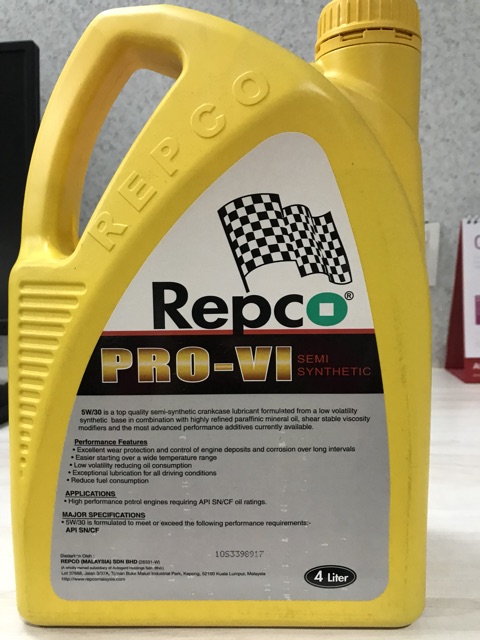 REPCO
Repco®
PRO-VI SEMI
SYNTHETIC
5W/30 is a top quality semi-synthetic crankcase lubricant formulated from a low volatility
synthetic base in combination with highly refined paraffinic mineral oil, shear stable viscosity
modifiers and the most advanced performance additives currently available.
Performance Features
• Excellent wear protection and control of engine deposits and corrosion over long intervals
• Easier starting over a wide temperature range
• Low volatility reducing oil consumption
• Exceptional lubrication for all driving conditions
• Reduce fuel consumption
APPLICATIONS
• High performance petrol engines requiring API SN/CF oil ratings.
MAJOR SPECIFICATIONS
• 5W/30 is formulated to meet or exceed the following performance requirements:-
API SN/CF
1053398917
REPCO (MALAYSIA) SDN BHD
Kuala Lumpur, Malaysia
4 Liter